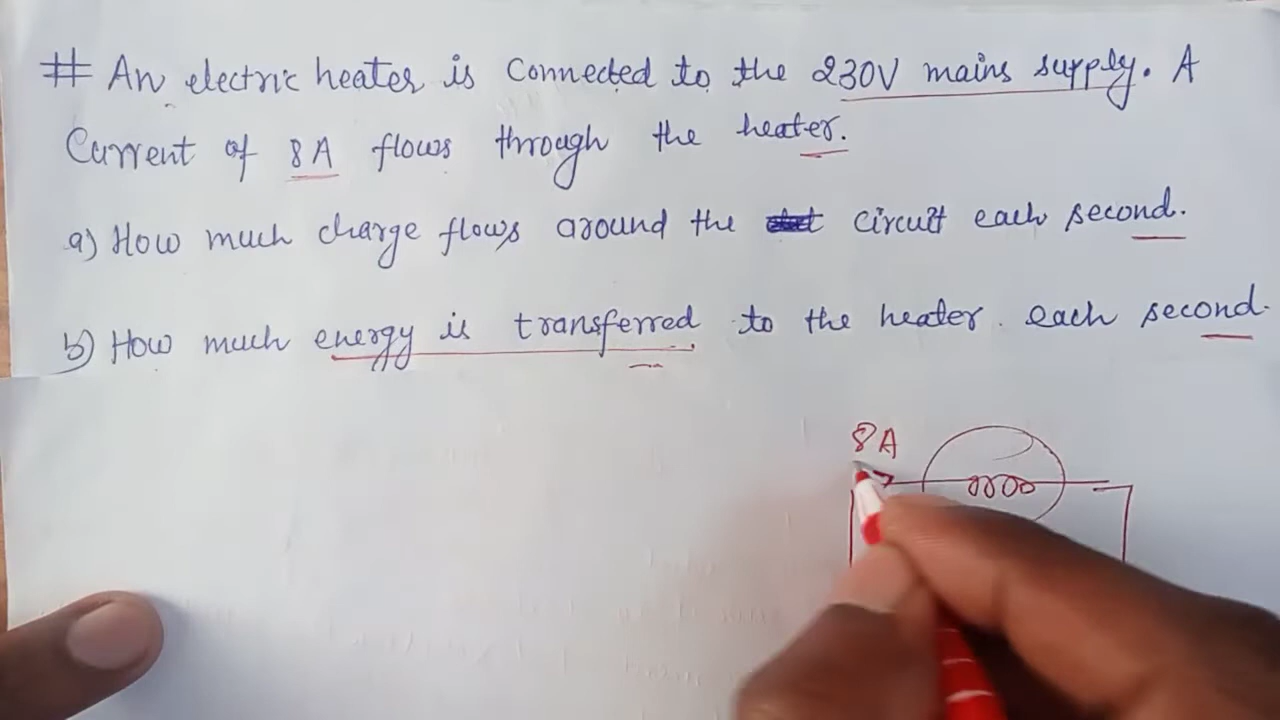 # An electric heater is connected to the 230V mains supply. A
Current of 8A flows through the heater.
a) How much charge flows around the circuit each second.
b) How much energy is transferred to the heater each second.
8A